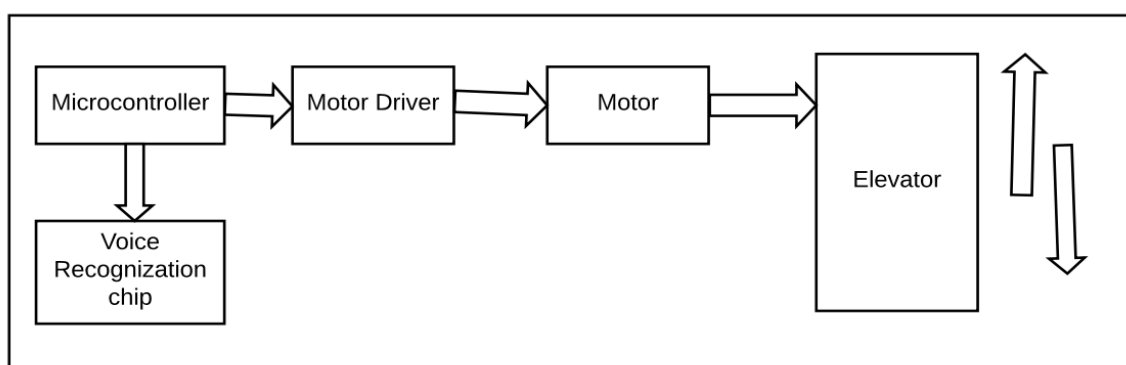 Microcontroller
Motor Driver
Motor
Elevator
Voice
Recognization
chip